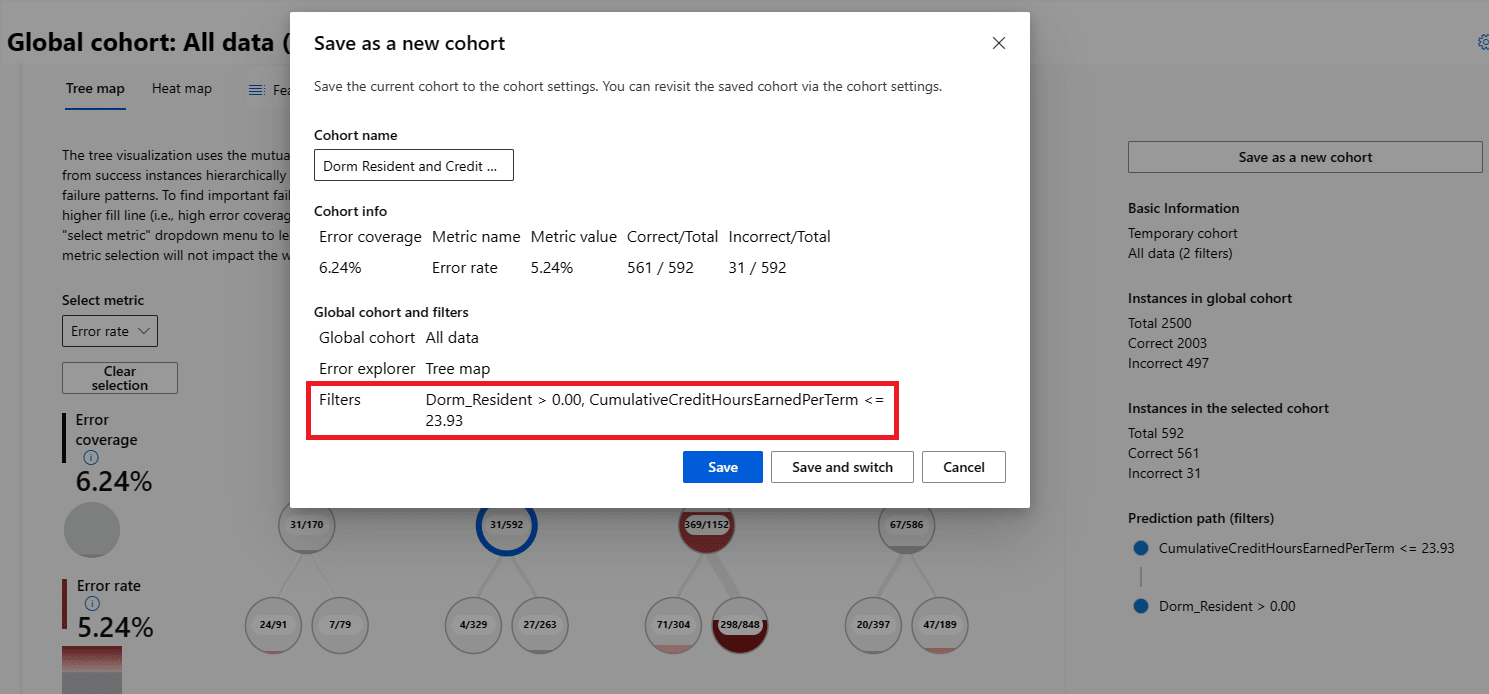 Global cohort: All data (
Save as a new cohort
Save the current cohort to the cohort settings. You can revisit the saved cohort via the cohort settings.
Cohort name
Dorm Resident and Credit ...
Cohort info
Error coverage Metric name Metric value Correct/Total Incorrect/Total
6.24% Error rate 5.24% 561 / 592 31 / 592
Global cohort and filters
Global cohort All data
Error explorer Tree map
Filters Dorm_Resident > 0.00, CumulativeCreditHoursEarnedPerTerm <=
23.93
Save Save and switch Cancel
Tree map Heat map
The tree visualization uses the
from success instances hierarchically
failure patterns. To find important
higher fill line (i.e., high error
"select metric" dropdown menu to
metric selection will not impact the
Select metric
Error rate
Clear
selection
Error
coverage
6.24%
Error rate
5.24%
31/170 31/592 369/1152 67/586
24/91 7/79 4/329 27/263 71/304 298/848 20/397 47/189
Save as a new cohort
Basic Information
Temporary cohort
All data (2 filters)
Instances in global cohort
Total 2500
Correct 2003
Incorrect 497
Instances in the selected cohort
Total 592
Correct 561
Incorrect 31
Prediction path (filters)
CumulativeCreditHoursEarnedPerTerm <= 23.93
Dorm_Resident > 0.00